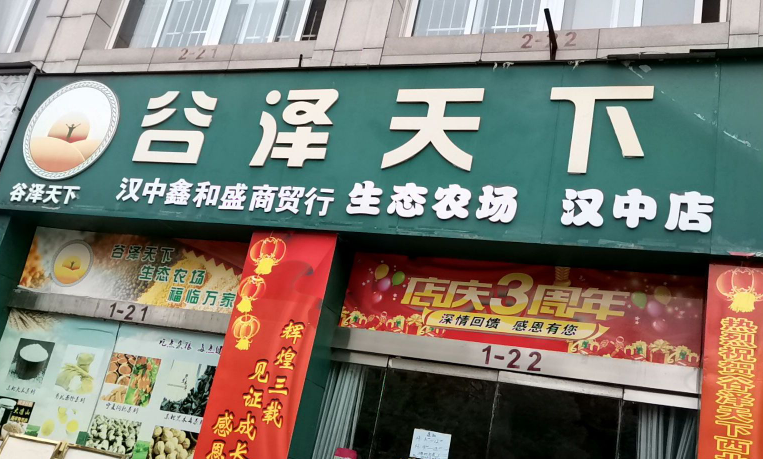 2-21
2-22
谷泽天下
谷泽天下
汉中鑫和盛商贸行 生态农场 汉中店
谷泽天下
生态农场
福临万家
店庆3周年
深情回馈 感恩有您
1-21
1-22
辉煌三载
见证成长
感恩
热烈祝贺谷泽天下西